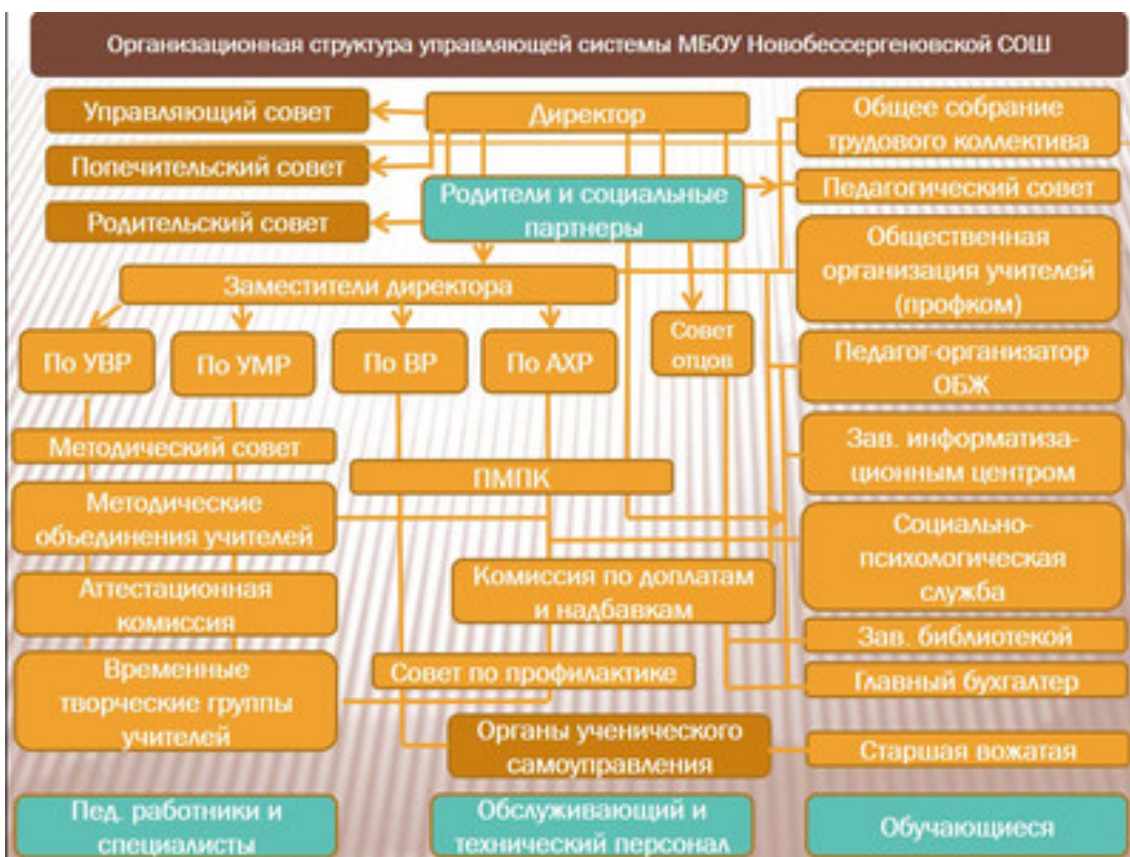 Организационная структура управляющей системы МБОУ Новобессергеновской СОШ
Управляющий совет
Директор
Общее собрание
трудового коллектива
Попечительский совет
Родители и социальные
партнеры
Педагогический совет
Родительский совет
Общественная
организация учителей
(профком)
Заместители директора
По УВР
По УМР
По ВР
По АХР
Совет
отцов
Педагог-организатор
ОБЖ
Методический совет
Зав. информатиза-
ционным центром
ПМПК
Методические
объединения учителей
Социально-
психологическая
служба
Комиссия по доплатам
и надбавкам
Аттестационная
комиссия
Зав. библиотекой
Временные
творческие группы
учителей
Совет по профилактике
Главный бухгалтер
Органы ученического
самоуправления
Старшая вожатая
Пед. работники и
специалисты
Обслуживающий и
технический персонал
Обучающиеся